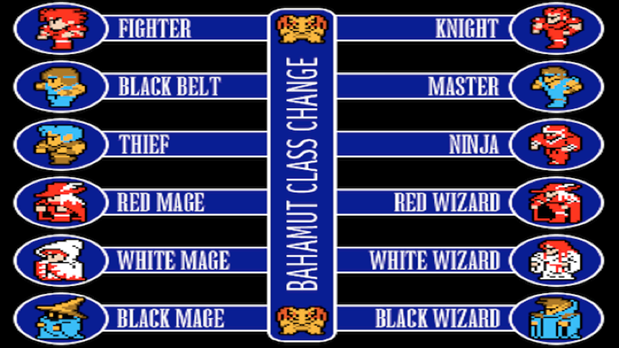 FIGHTER
KNIGHT
BLACK BELT
MASTER
THIEF
NINJA
RED MAGE
RED WIZARD
WHITE MAGE
WHITE WIZARD
BLACK MAGE
BLACK WIZARD
BAHAMUT CLASS CHANGE